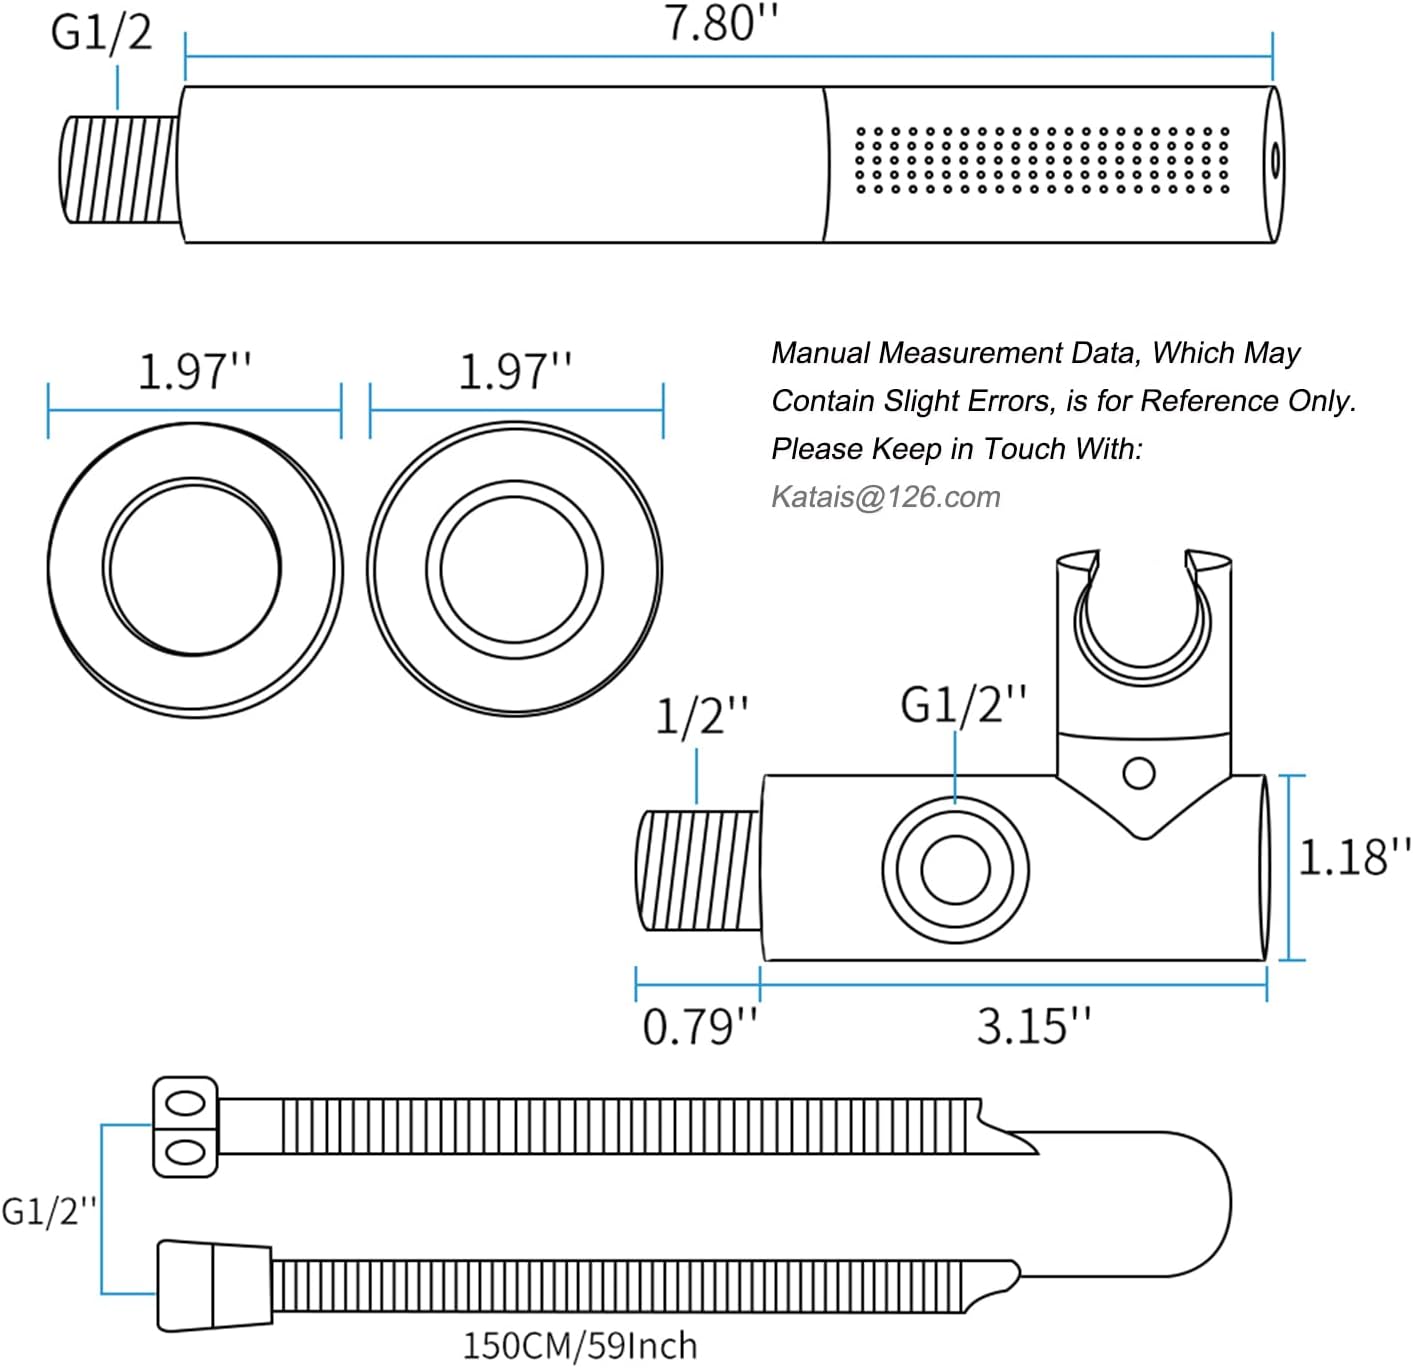 G1/2
7.80''
1.97''
1.97''
Manual Measurement Data, Which May
Contain Slight Errors, is for Reference Only.
Please Keep in Touch With:
Katais@126.com
1/2''
G1/2''
1.18''
0.79''
3.15''
G1/2''
150CM/59Inch